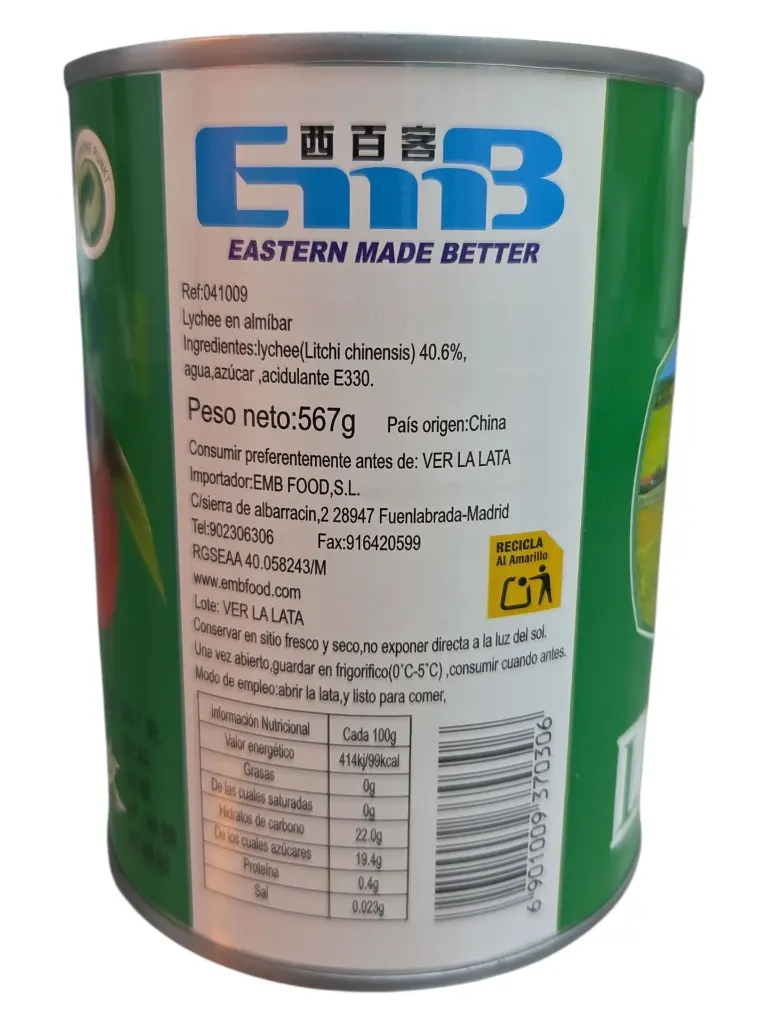 西百客
EmB
EASTERN MADE BETTER
Ref:041009
Lychee en almíbar
Ingredientes:lychee(Litchi chinensis) 40.6%,
agua,azúcar ,acidulante E330.
Peso neto:567g País origen:China
Consumir preferentemente antes de: VER LA LATA
Importador:EMB FOOD,S.L.
C/sierra de albarracin,2 28947 Fuenlabrada-Madrid
Tel:902306306 Fax:916420599
RGSEAA 40.058243/M
www.embfood.com
Lote: VER LA LATA
RECICLA
Al Amarillo
Conservar en sitio fresco y seco,no exponer directa a la luz del sol.
Una vez abierto,guardar en frigorifico(0°C-5°C) ,consumir cuando antes.
Modo de empleo:abrir la lata,y listo para comer,
Información Nutricional Cada 100g
Valor energético 414kj/99kcal
Grasas 0g
De las cuales saturadas 0g
Hidratos de carbono 22.0g
De los cuales azúcares 19.4g
Proteína 0.4g
Sal 0.023g
6 901009 370306